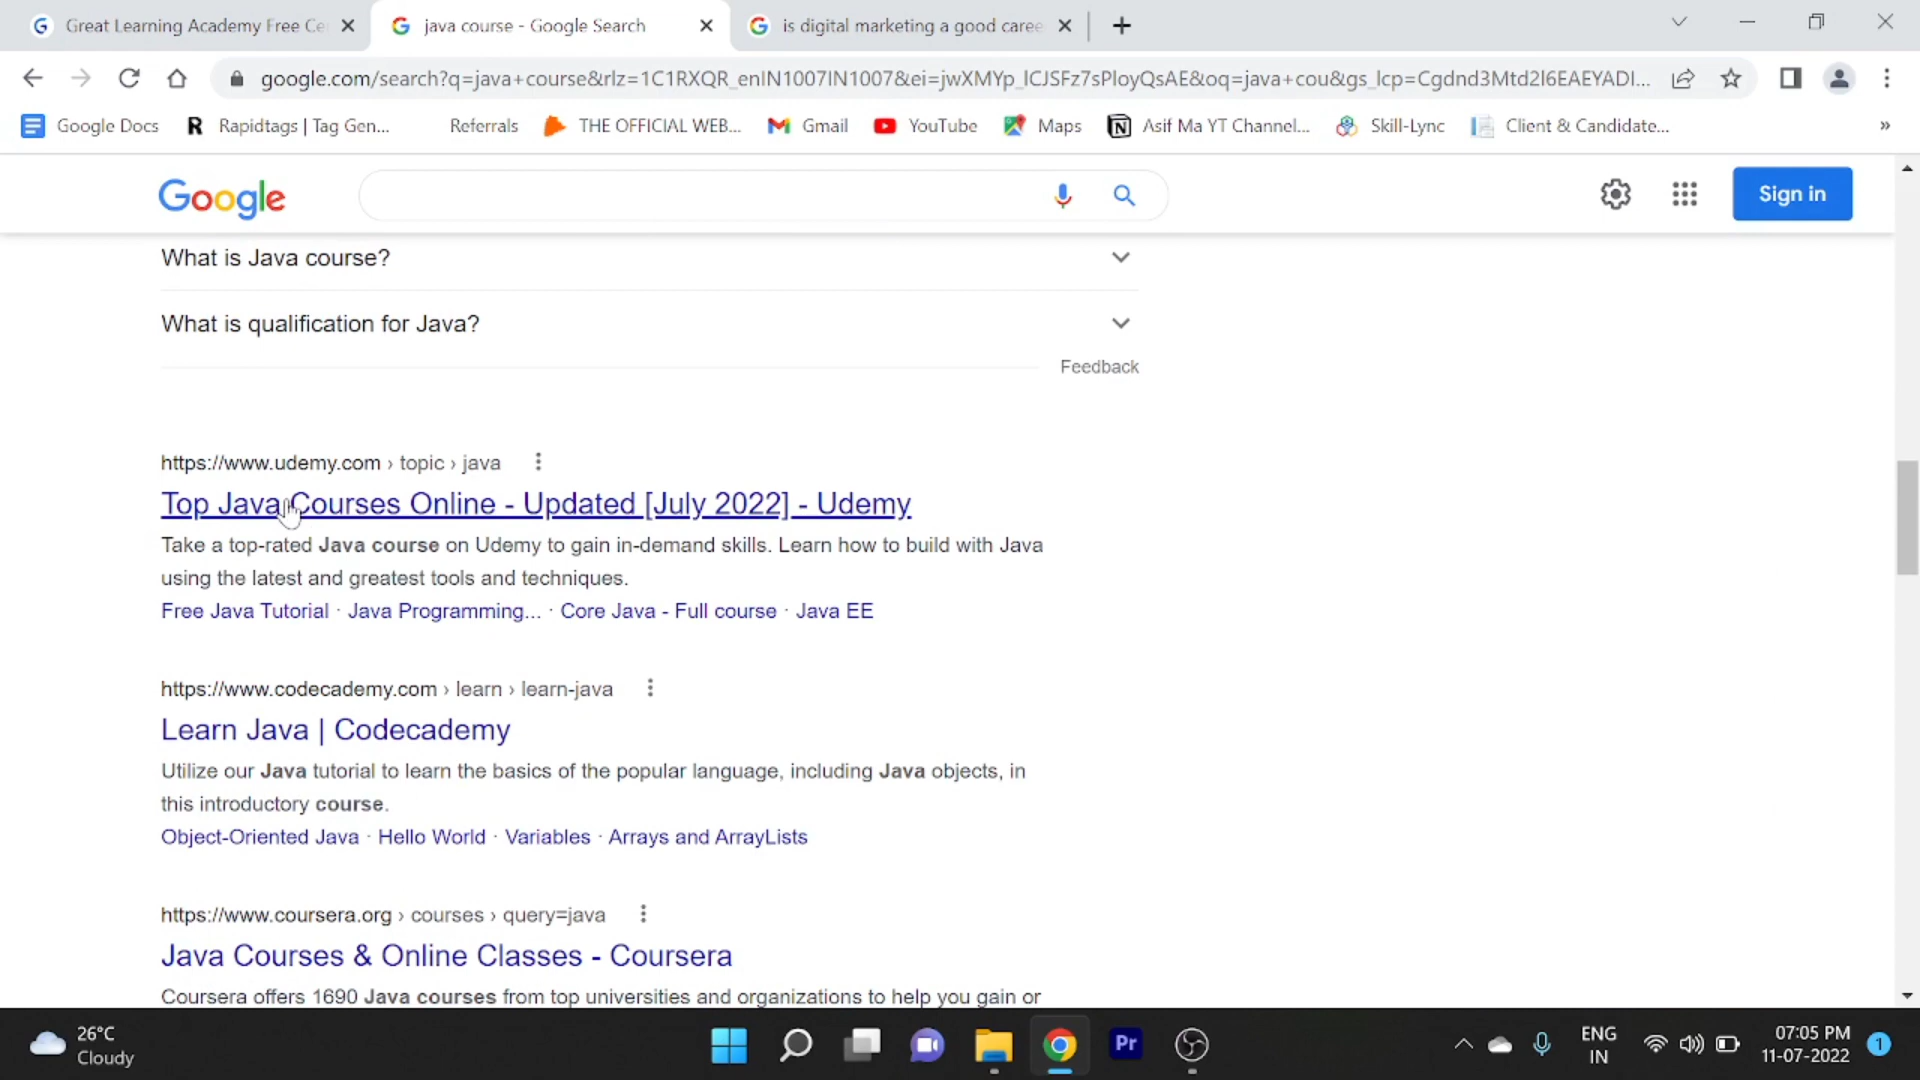 Great Learning Academy Free Ce
java course - Google Search
is digital marketing a good caree
google.com/search?q=java+course&rlz=1C1RXQR_enIN1007IN1007&ei=jwXMYp_lCJSFz7sPloyQsAE&oq=java+cou&gs_lcp=Cgdnd3Mtd2l6EAEYADI...
Google Docs
R Rapidtags | Tag Gen...
Referrals
THE OFFICIAL WEB...
Gmail
YouTube
Maps
Asif Ma YT Channel...
Skill-Lync
Client & Candidate...
»
Google
Sign in
What is Java course?
What is qualification for Java?
Feedback
https://www.udemy.com › topic › java
Top Java Courses Online - Updated [July 2022] - Udemy
Take a top-rated Java course on Udemy to gain in-demand skills. Learn how to build with Java
using the latest and greatest tools and techniques.
Free Java Tutorial · Java Programming... · Core Java - Full course · Java EE
https://www.codecademy.com › learn › learn-java
Learn Java | Codecademy
Utilize our Java tutorial to learn the basics of the popular language, including Java objects, in
this introductory course.
Object-Oriented Java · Hello World · Variables · Arrays and ArrayLists
https://www.coursera.org › courses › query=java
Java Courses & Online Classes - Coursera
Coursera offers 1690 Java courses from top universities and organizations to help you gain or
26°C
Cloudy
Pr
ENG
IN
07:05 PM
11-07-2022
1